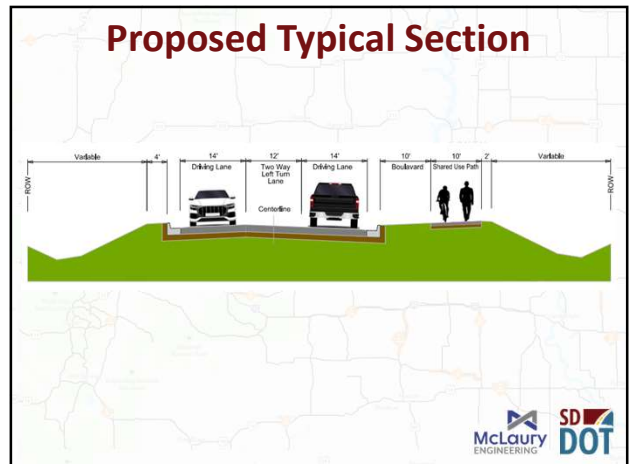 Proposed Typical Section
Variable
4'
14'
12'
14'
10'
10'
2'
Variable
Driving Lane
Two Way
Left Turn
Lane
Driving Lane
Boulavard
Shared Use Path
ROW
Centerline
ROW
McLaury
ENGINEERING
SD
DOT